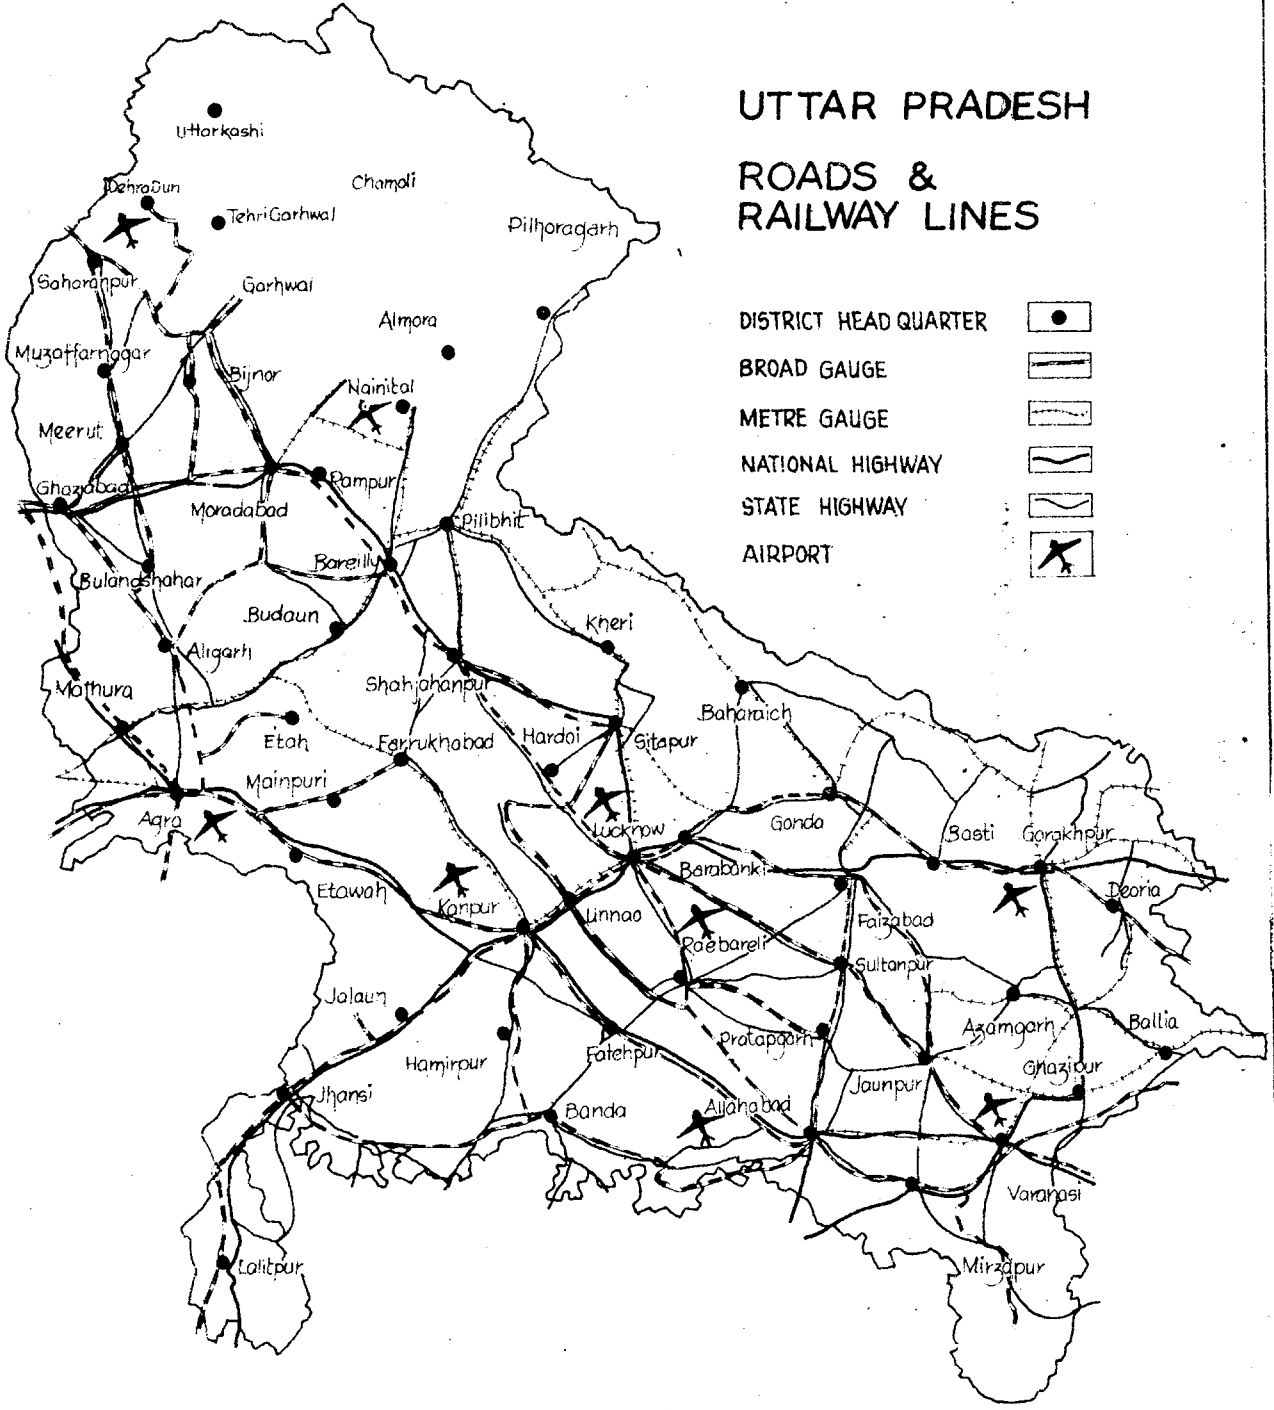 UTTAR PRADESH
ROADS &
RAILWAY LINES
DISTRICT HEAD QUARTER
BROAD GAUGE
METRE GAUGE
NATIONAL HIGHWAY
STATE HIGHWAY
AIRPORT
Uttarkashi
DehraDun
Chamoli
TehriGarhwal
Pilhoragarh
Saharanpur
Garhwal
Almora
Muzaffarnagar
Bijnor
Nainital
Meerut
Ghaziabad
Rampur
Moradabad
Pilibhit
Bareilly
Bulandshahar
Budaun
Kheri
Aligarh
Mathura
Shahjahanpur
Baharaich
Etah
Farrukhabad
Hardoi
Sitapur
Mainpuri
Agra
Lucknow
Gonda
Basti
Gorakhpur
Barabanki
Etawah
Kanpur
Unnao
Deoria
Faizabad
Raebareli
Sultanpur
Jalaun
Azamgarh
Ballia
Hamirpur
Fatehpur
Pratapgarh
Jaunpur
Ghazipur
Jhansi
Banda
Allahabad
Varanasi
Lalitpur
Mirzapur